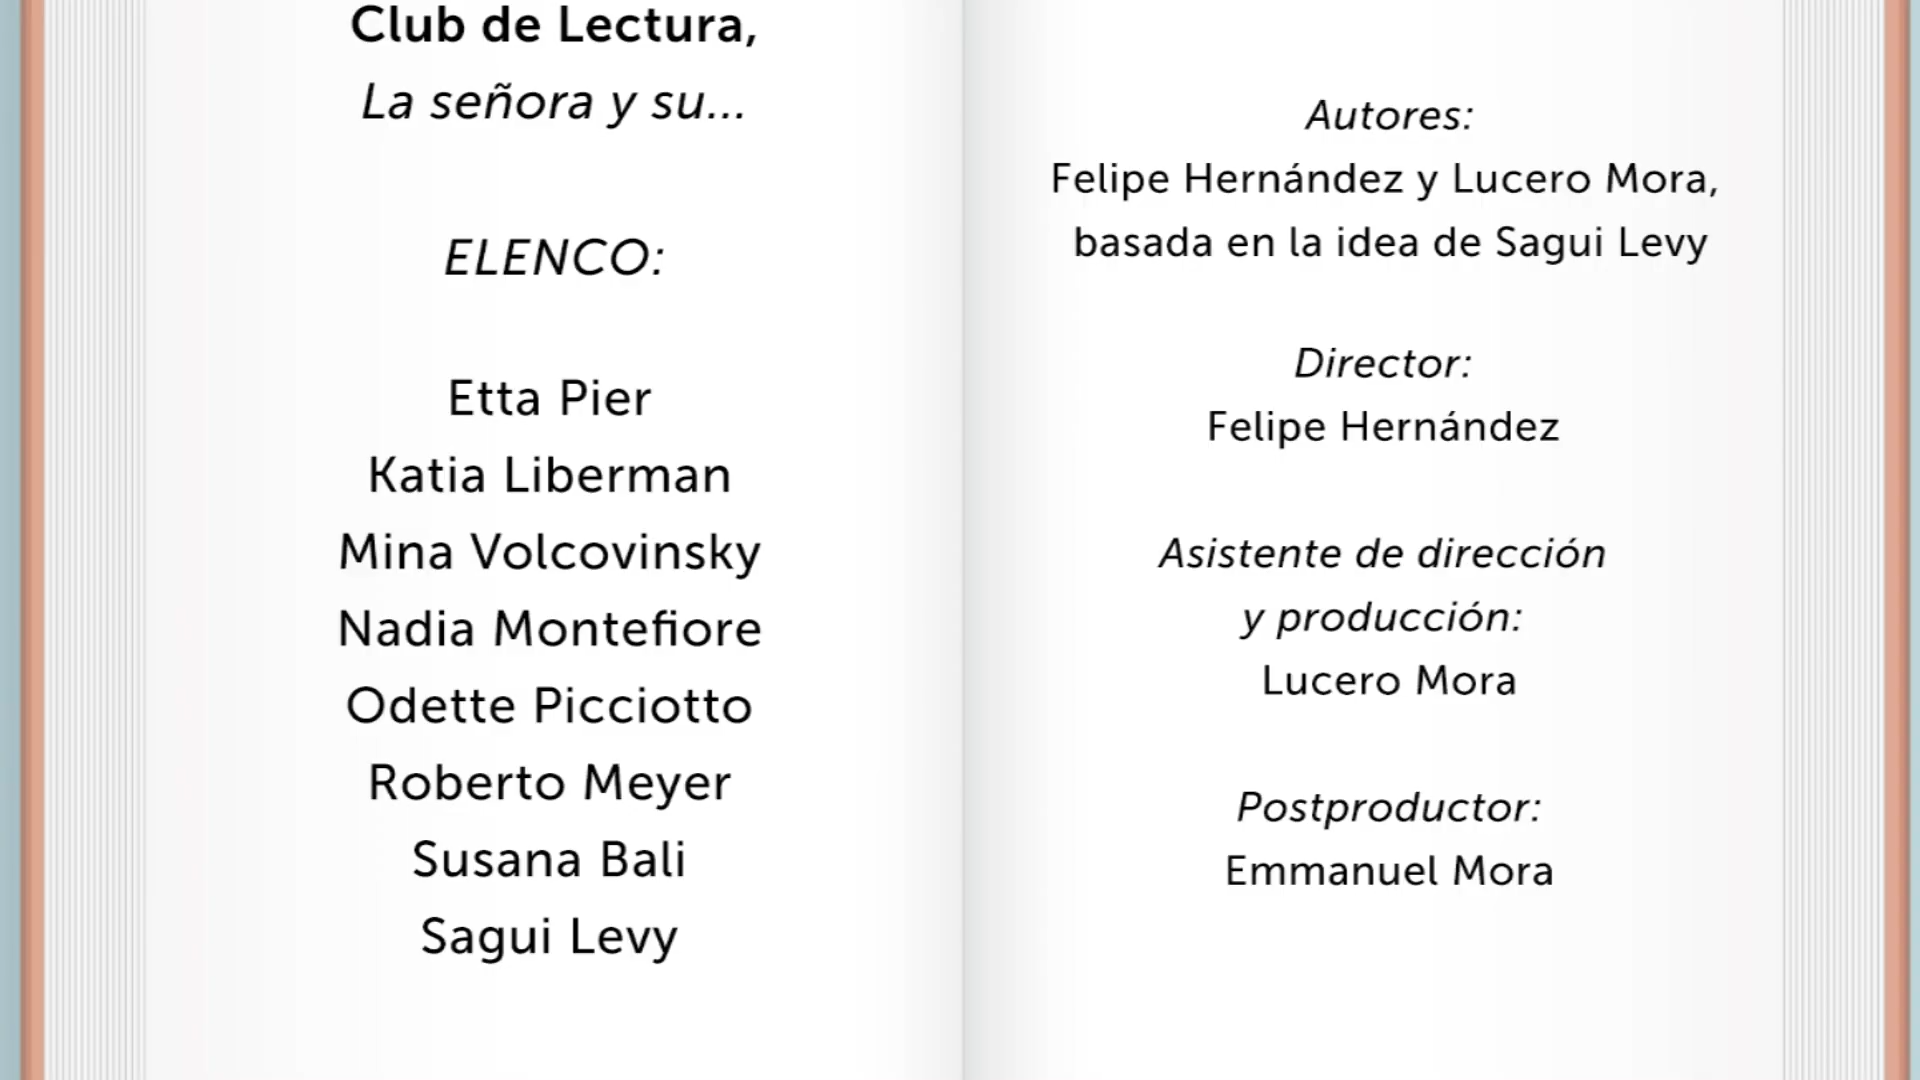 Club de Lectura,
La señora y su...
ELENCO:
Etta Pier
Katia Liberman
Mina Volcovinsky
Nadia Montefiore
Odette Picciotto
Roberto Meyer
Susana Bali
Sagui Levy
Autores:
Felipe Hernández y Lucero Mora,
basada en la idea de Sagui Levy
Director:
Felipe Hernández
Asistente de dirección
y producción:
Lucero Mora
Postproductor:
Emmanuel Mora